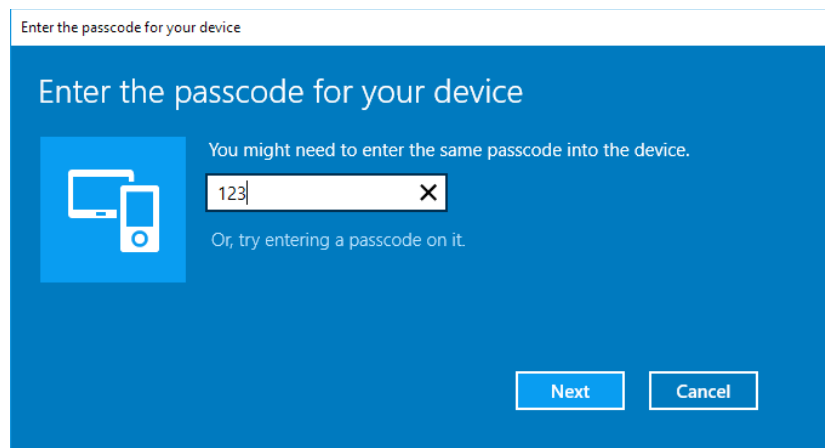 Enter the passcode for your device
Enter the passcode for your device
You might need to enter the same passcode into the device.
123
Or, try entering a passcode on it.
Next
Cancel